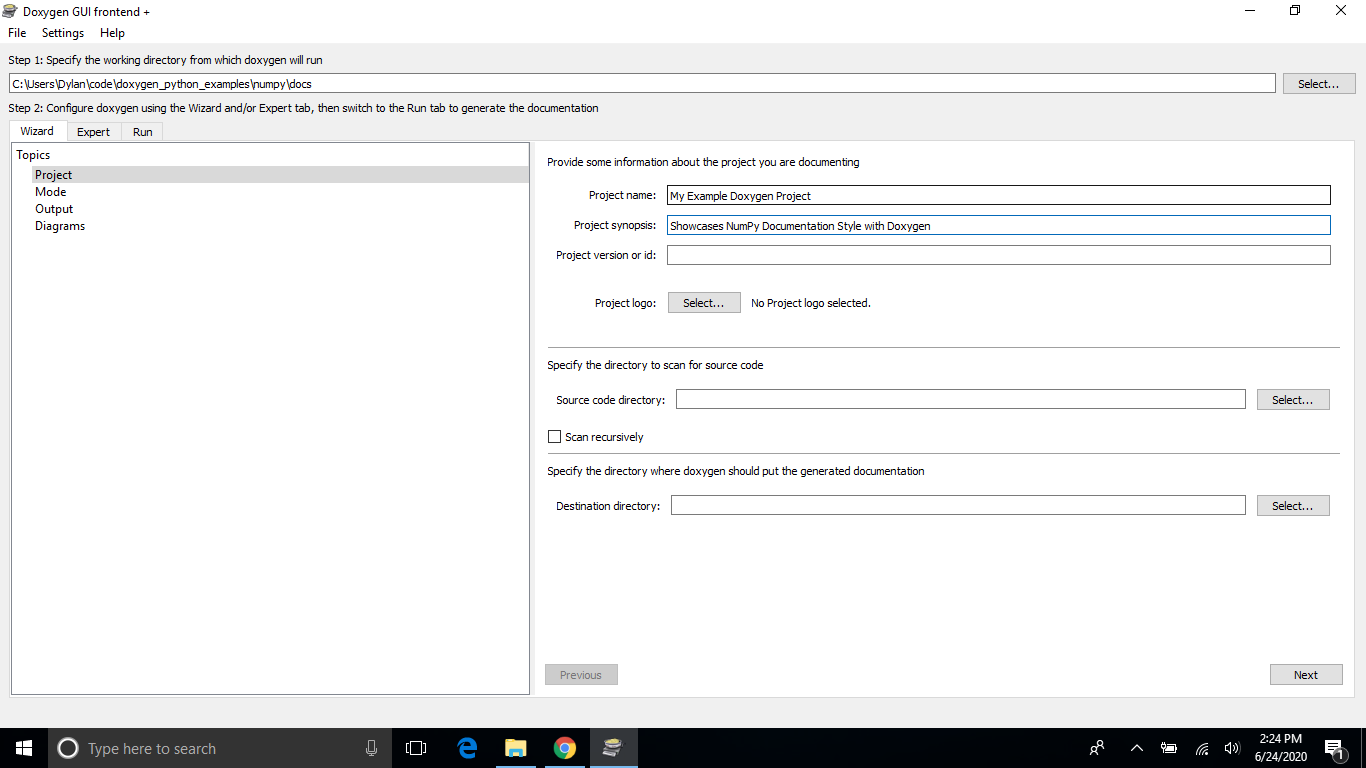 Doxygen GUI frontend +
File Settings Help
Step 1: Specify the working directory from which doxygen will run
C:\Users\Dylan\code\doxygen_python_examples\numpy\docs Select...
Step 2: Configure doxygen using the Wizard and/or Expert tab, then switch to the Run tab to generate the documentation
Wizard Expert Run
Topics
Project
Mode
Output
Diagrams
Provide some information about the project you are documenting
Project name: My Example Doxygen Project
Project synopsis: Showcases NumPy Documentation Style with Doxygen
Project version or id:
Project logo: Select... No Project logo selected.
Specify the directory to scan for source code
Source code directory: Select...
Scan recursively
Specify the directory where doxygen should put the generated documentation
Destination directory: Select...
Previous Next
Type here to search
2:24 PM
6/24/2020
1